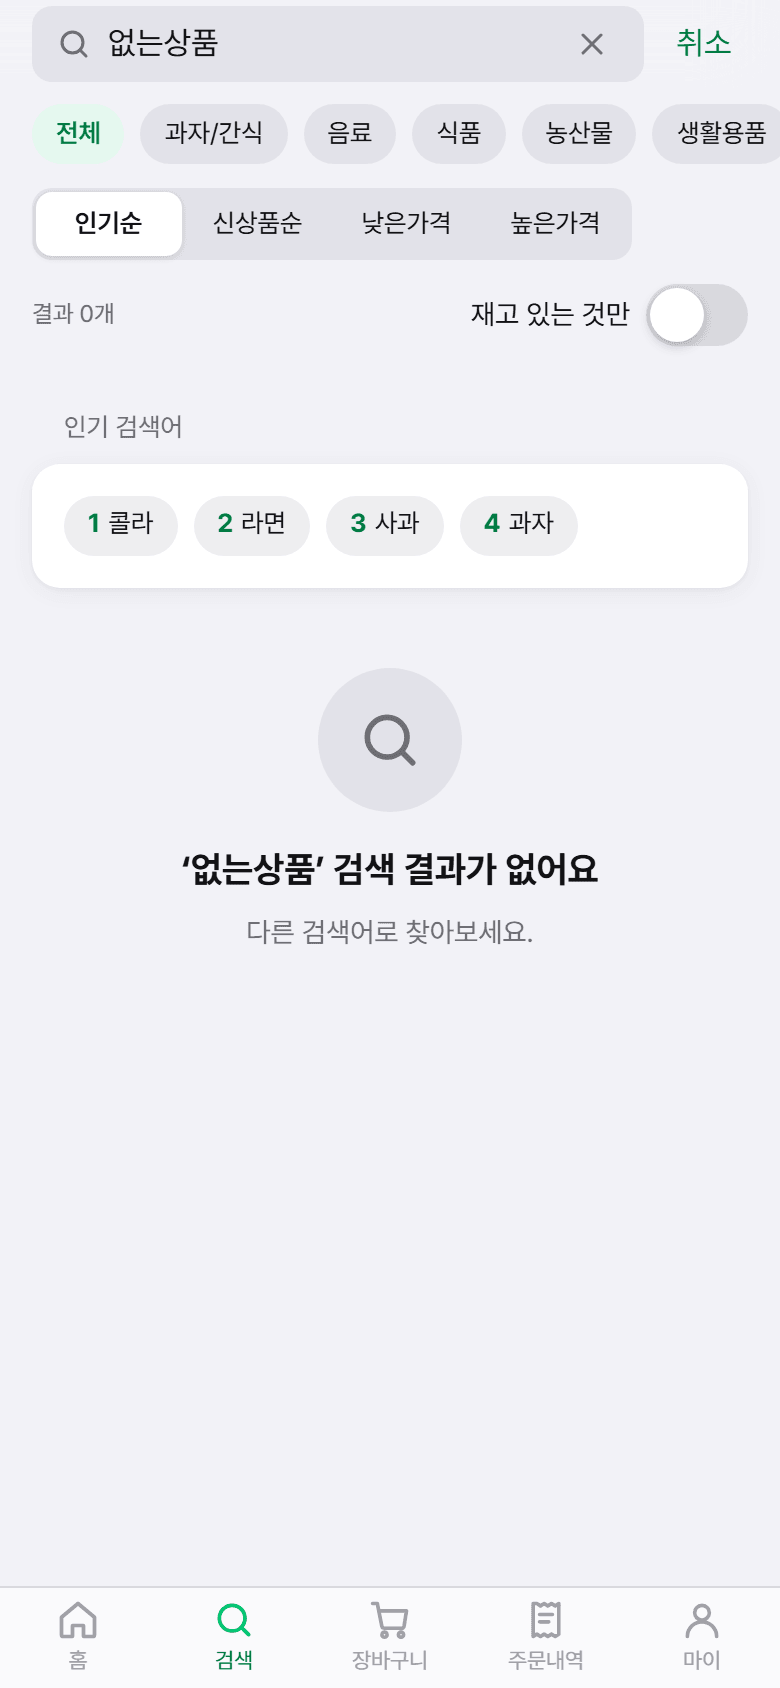 없는상품 취소
전체 과자/간식 음료 식품 농산물 생활용품
인기순 신상품순 낮은가격 높은가격
결과 0개 재고 있는 것만
인기 검색어
1 콜라 2 라면 3 사과 4 과자
‘없는상품’ 검색 결과가 없어요
다른 검색어로 찾아보세요.
홈 검색 장바구니 주문내역 마이